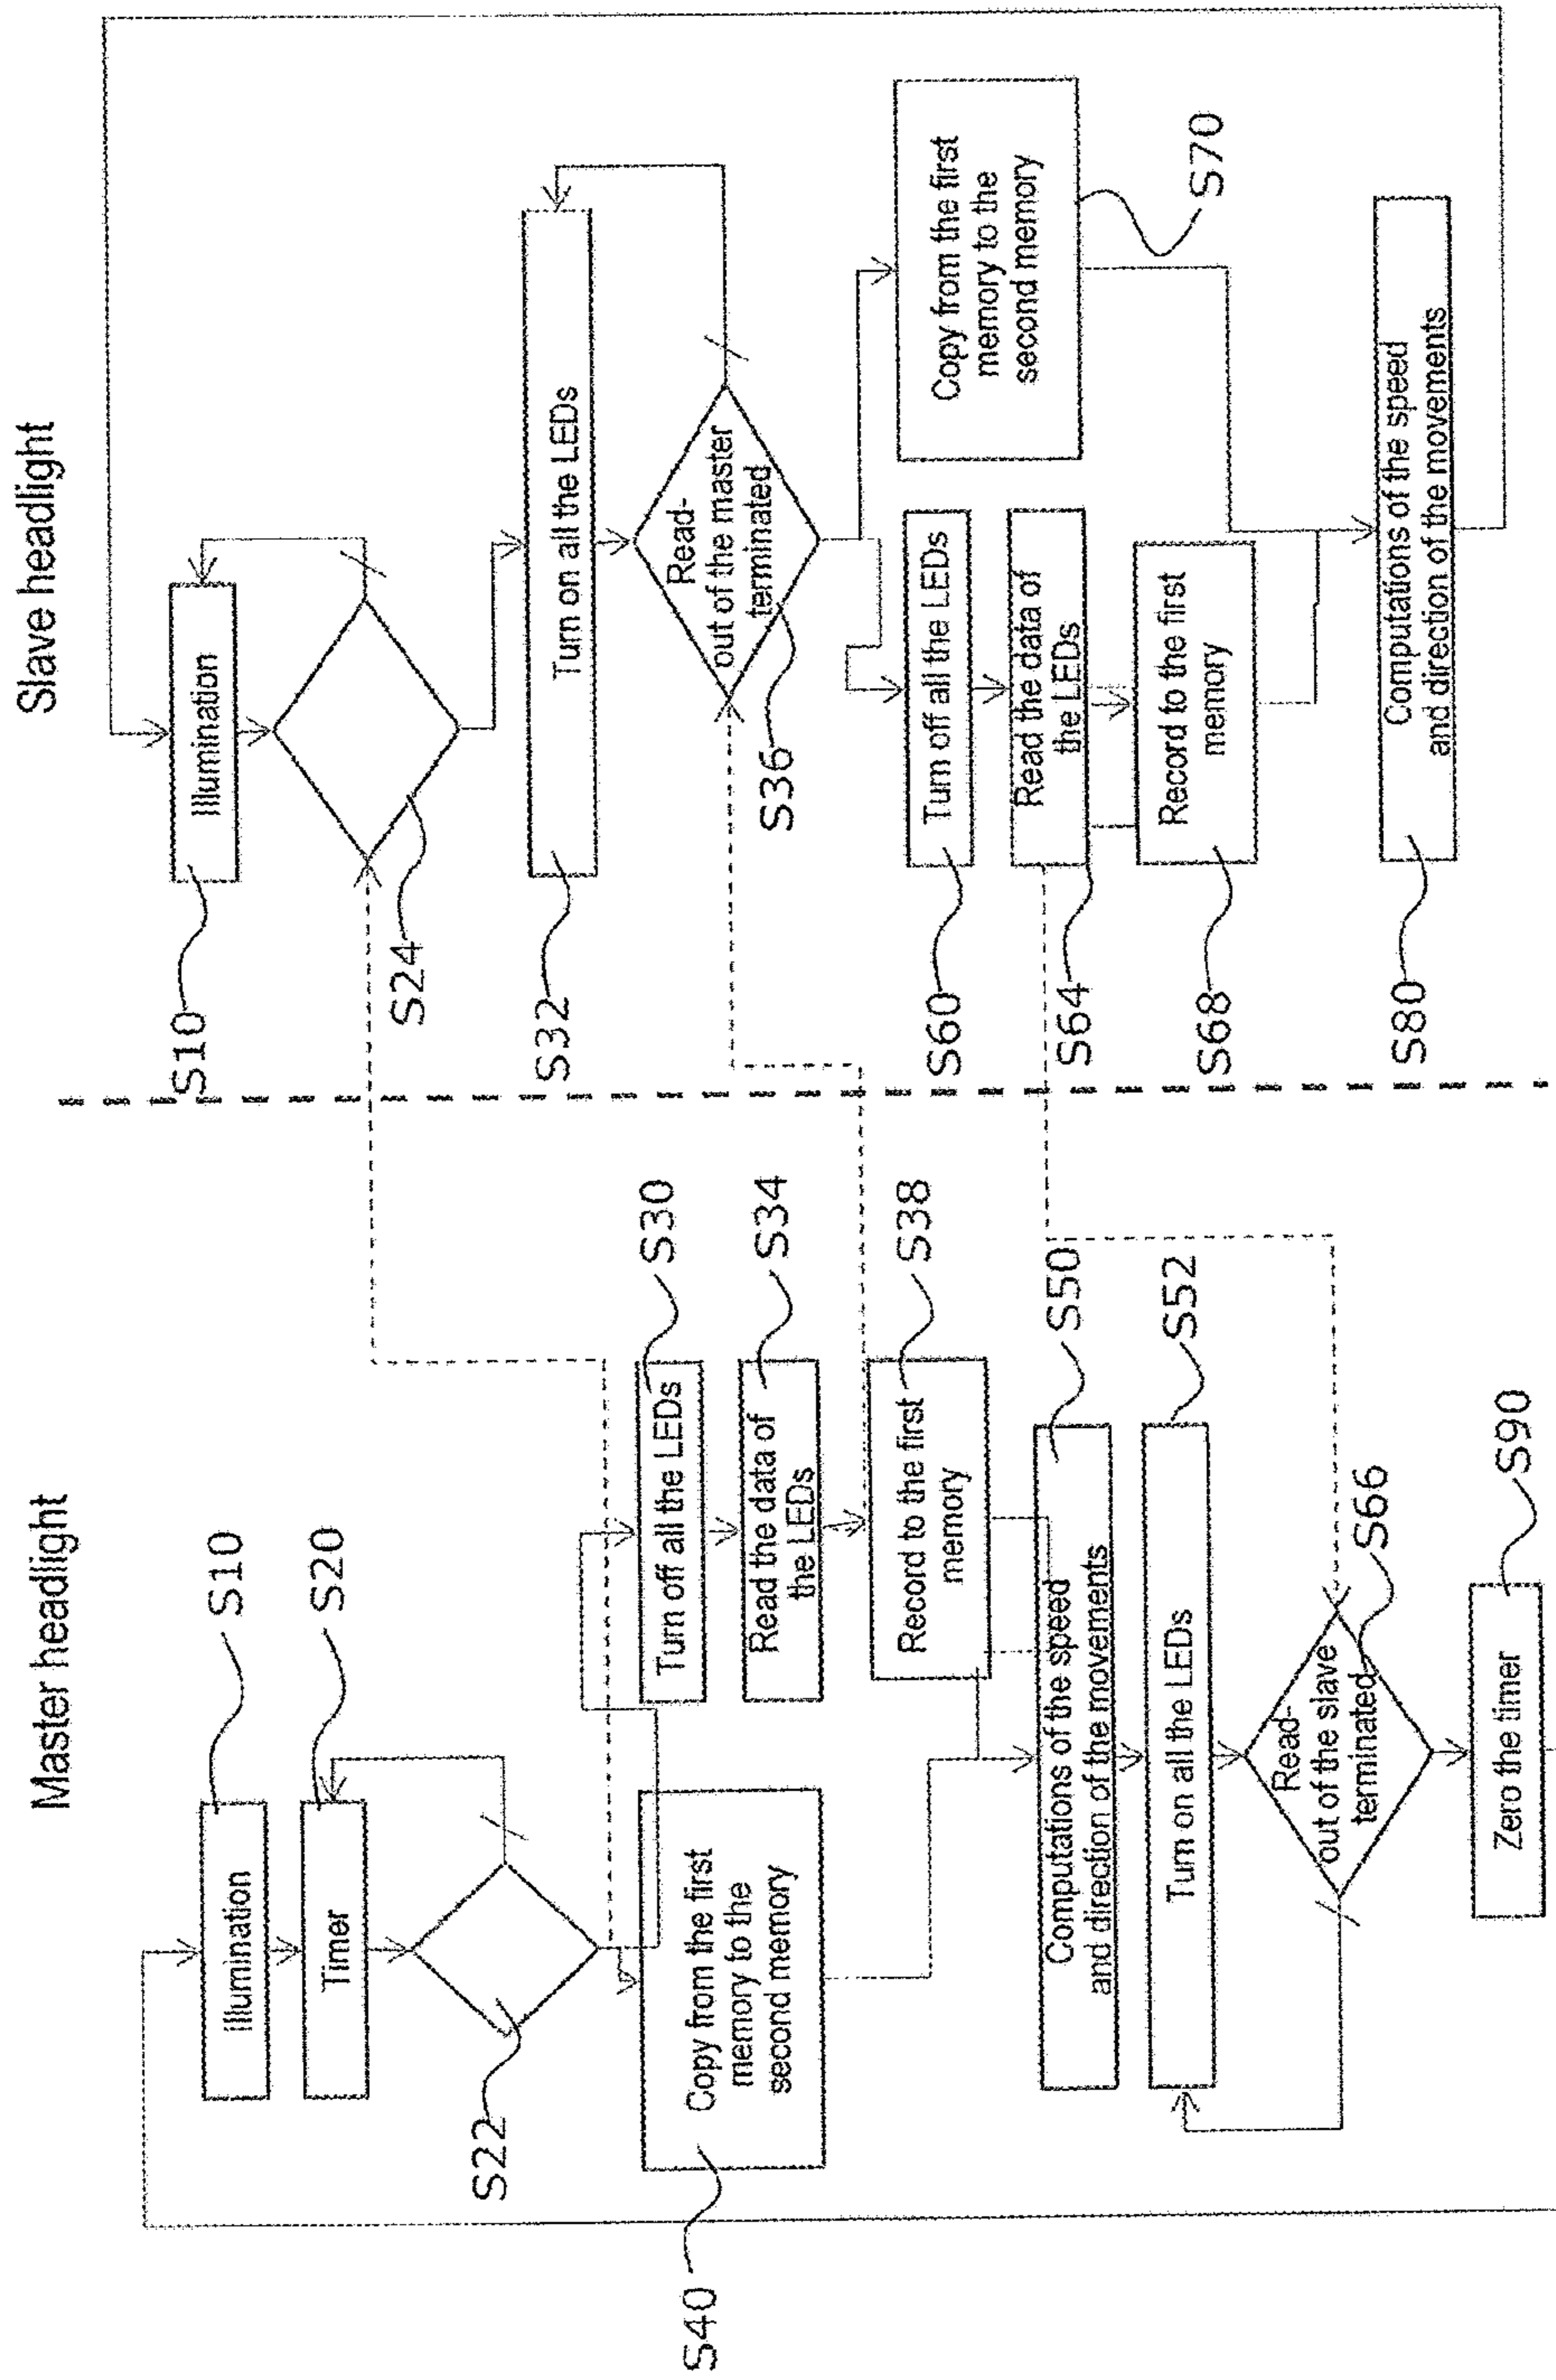 Master headlight
Slave headlight
Illumination
S10
Timer
S20
S22
Copy from the first
memory to the
second memory
S40
Turn off all the LEDs
S30
Read the data of
the LEDs
S34
Record to the first
memory
S38
Computations of the speed
and direction of the movements
S50
Turn on all the LEDs
S52
Read-
out of the slave
terminated
S66
Zero the timer
S90
Illumination
S10
S24
Turn on all the LEDs
S32
Read-
out of the master
terminated
S36
Turn off all the LEDs
S60
Read the data of
the LEDs
S64
Record to the first
memory
S68
Copy from the first
memory to the
second memory
S70
Computations of the speed
and direction of the movements
S80